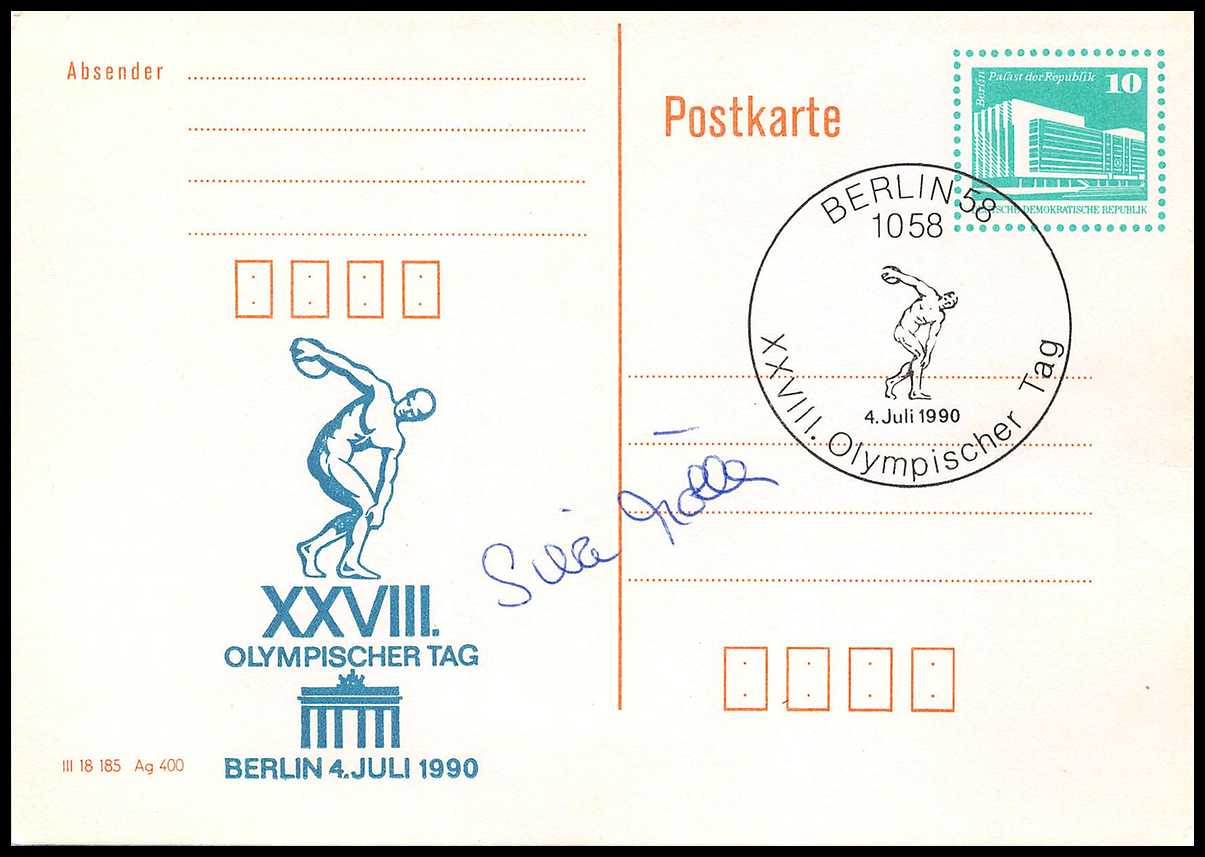 Absender
Postkarte
Berlin
Palast der Republik 10
DEUTSCHE DEMOKRATISCHE REPUBLIK
BERLIN 58
1058
4. Juli 1990
XXVIII. Olympischer Tag
XXVIII.
OLYMPISCHER TAG
BERLIN 4. JULI 1990
III 18 185 Ag 400